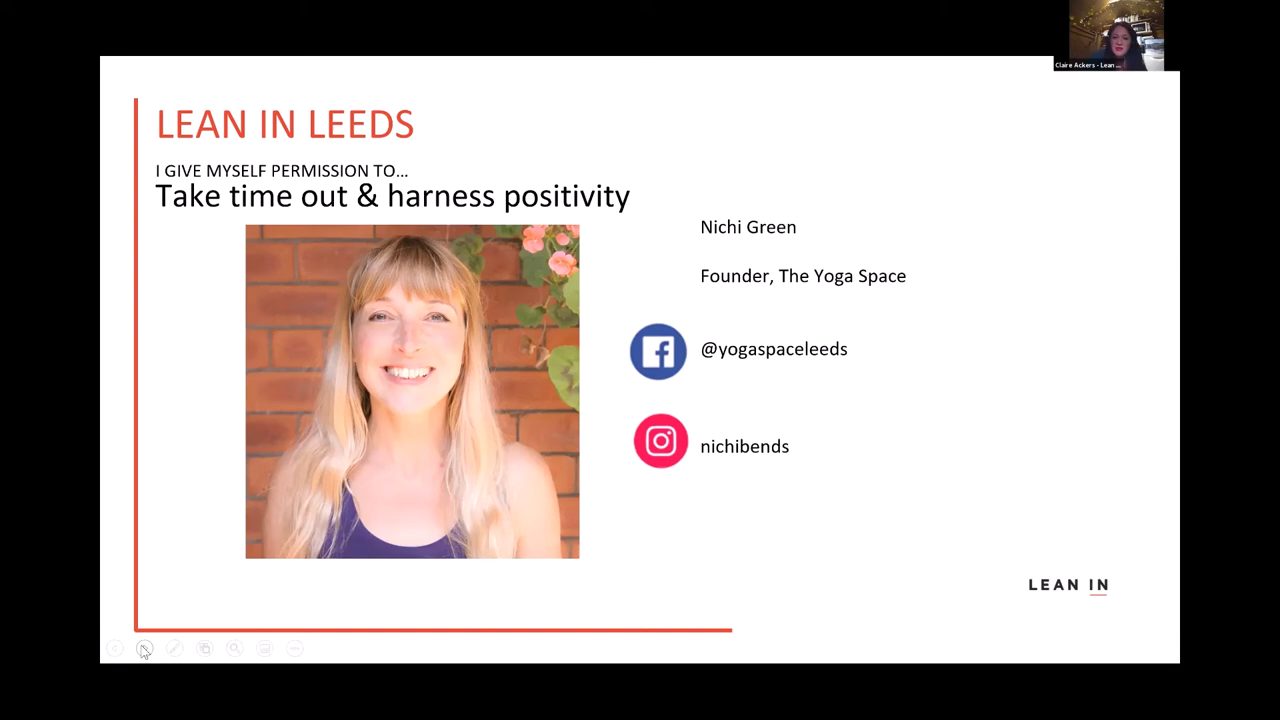 Claire Ackers - Lean ...
LEAN IN LEEDS
I GIVE MYSELF PERMISSION TO...
Take time out & harness positivity
Nichi Green
Founder, The Yoga Space
@yogaspaceleeds
nichibends
LEAN IN